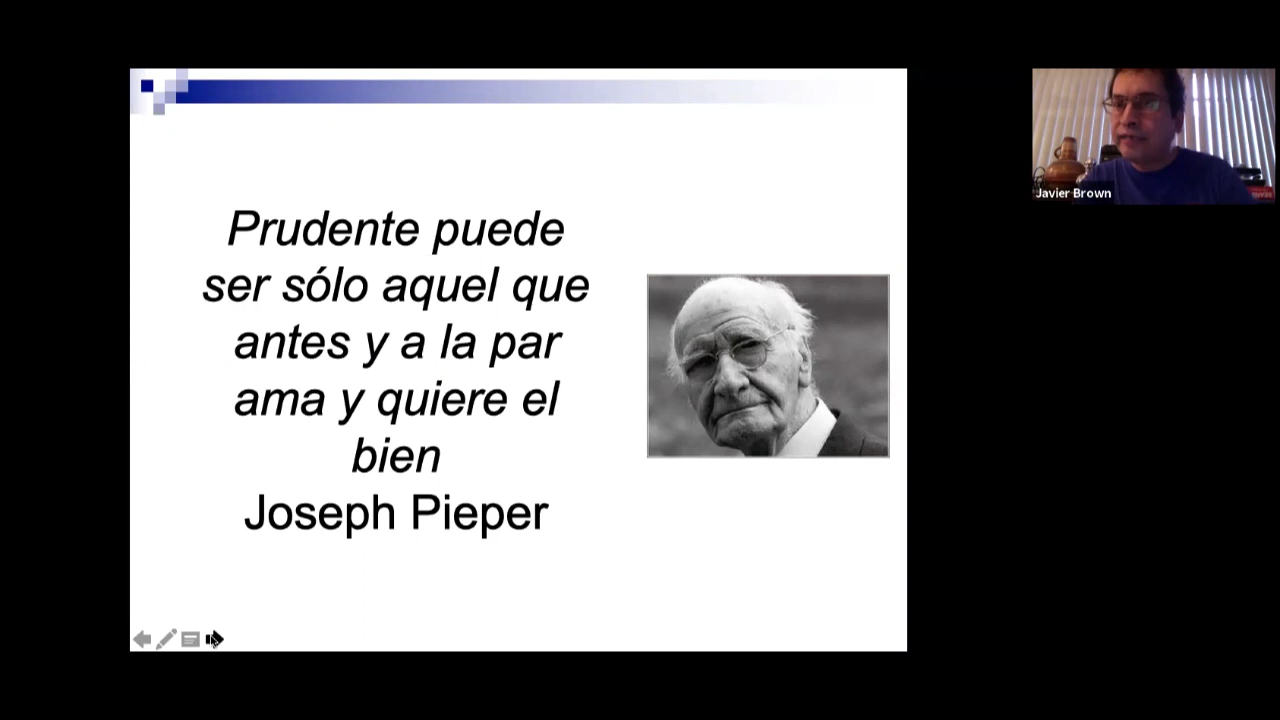 Prudente puede
ser sólo aquel que
antes y a la par
ama y quiere el
bien
Joseph Pieper
Javier Brown